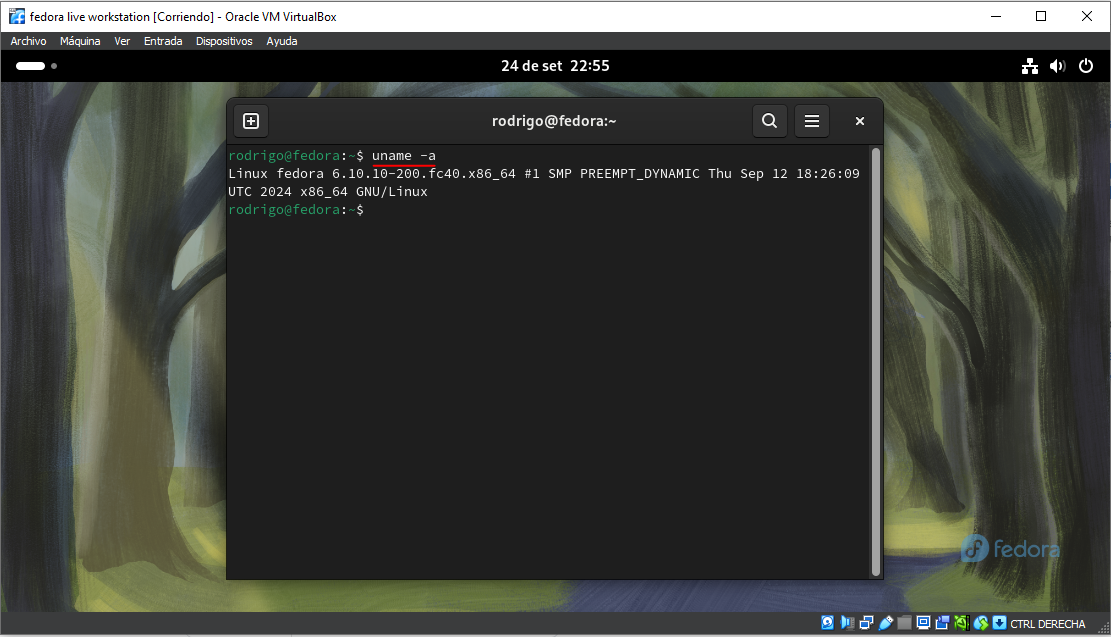 fedora live workstation [Corriendo] - Oracle VM VirtualBox
Archivo Máquina Ver Entrada Dispositivos Ayuda
24 de set 22:55
rodrigo@fedora:~
rodrigo@fedora:~$ uname -a
Linux fedora 6.10.10-200.fc40.x86_64 #1 SMP PREEMPT_DYNAMIC Thu Sep 12 18:26:09
UTC 2024 x86_64 GNU/Linux
rodrigo@fedora:~$
fedora
CTRL DERECHA